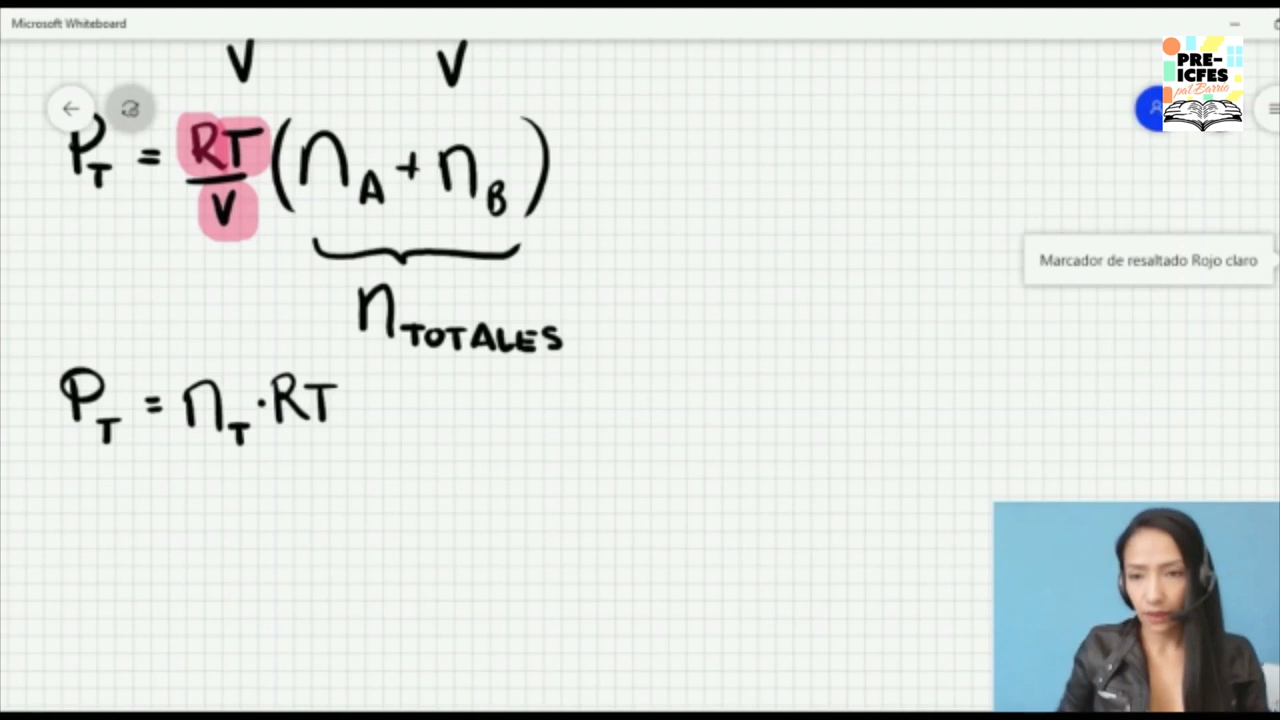 Microsoft Whiteboard
V V
P_T = RT/V (n_A + n_B)
n_TOTALES
P_T = n_T · RT
Marcador de resaltado Rojo claro
PRE-
ICFES
pal Barrio